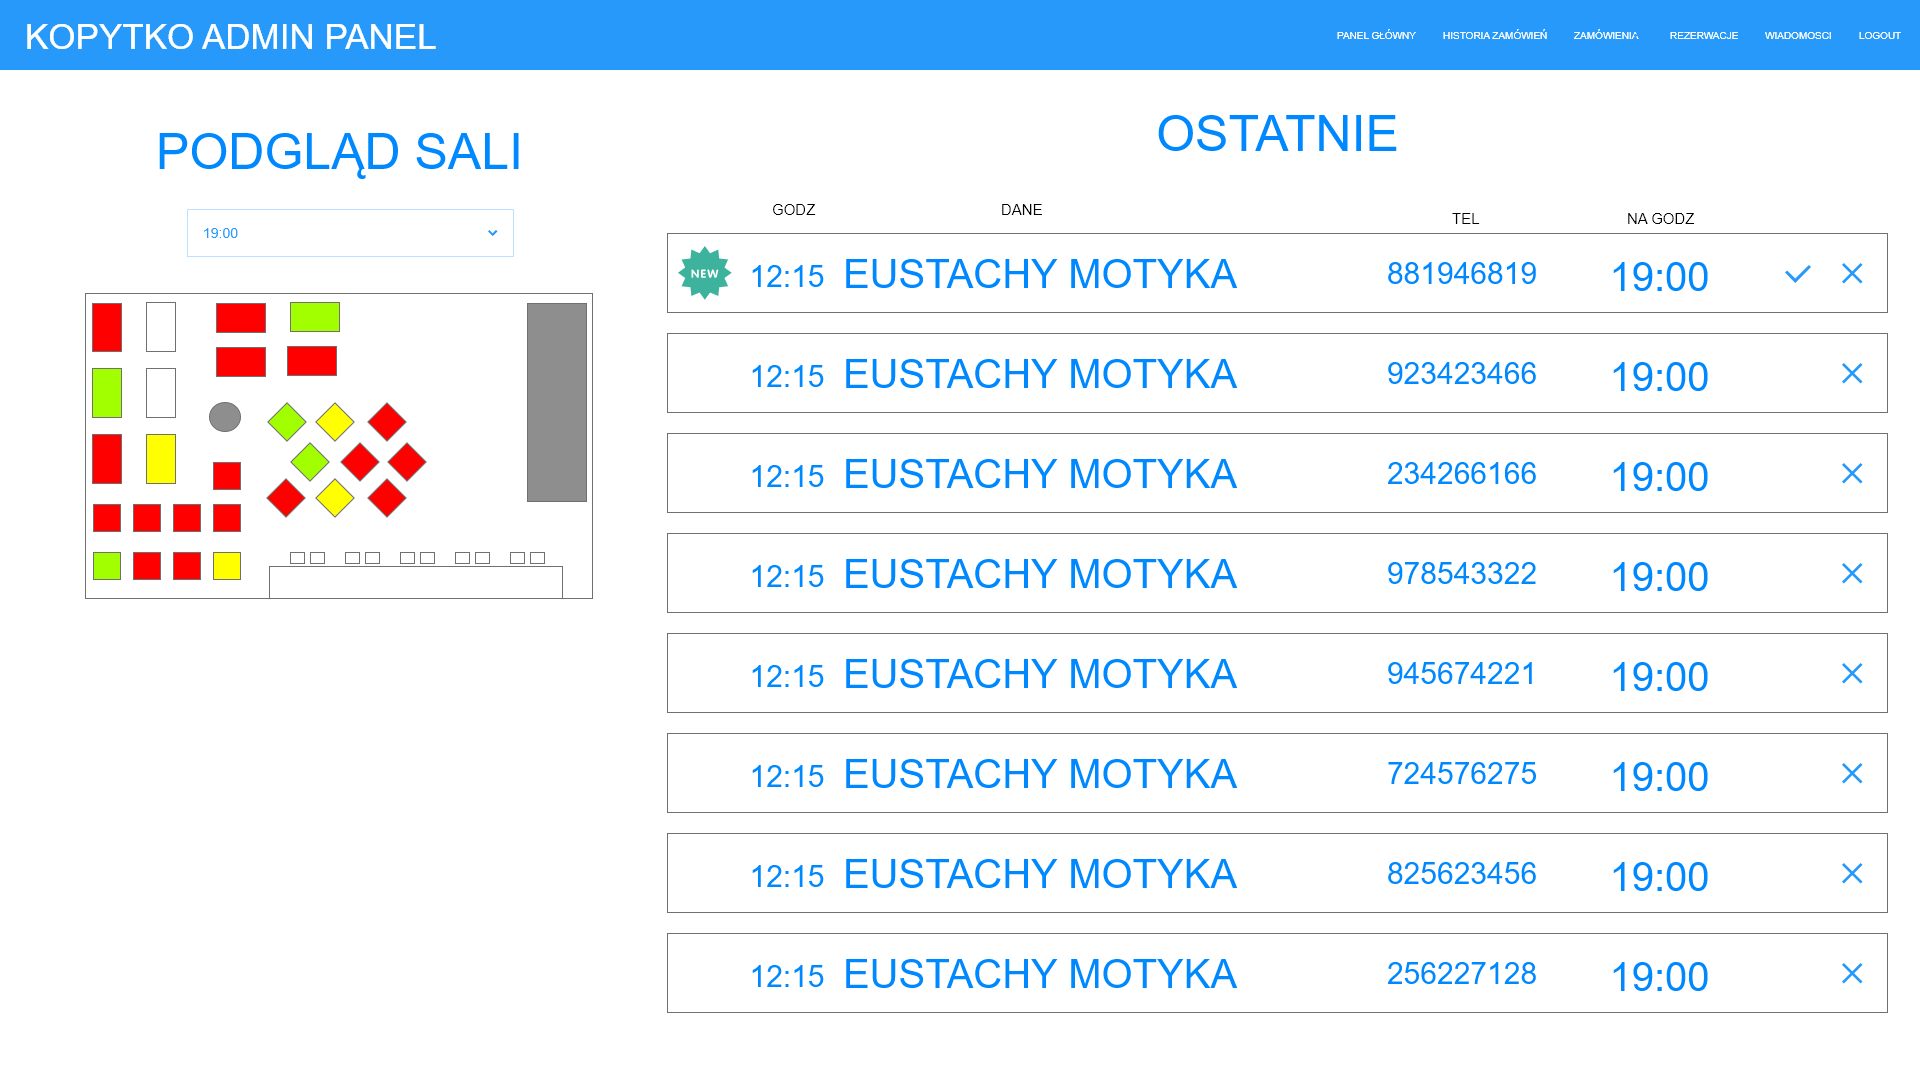 KOPYTKO ADMIN PANEL
PANEL GŁÓWNY HISTORIA ZAMÓWIEŃ ZAMÓWIENIA REZERWACJE WIADOMOSCI LOGOUT
PODGLĄD SALI
19:00
OSTATNIE
GODZ DANE TEL NA GODZ
NEW 12:15 EUSTACHY MOTYKA 881946819 19:00
12:15 EUSTACHY MOTYKA 923423466 19:00
12:15 EUSTACHY MOTYKA 234266166 19:00
12:15 EUSTACHY MOTYKA 978543322 19:00
12:15 EUSTACHY MOTYKA 945674221 19:00
12:15 EUSTACHY MOTYKA 724576275 19:00
12:15 EUSTACHY MOTYKA 825623456 19:00
12:15 EUSTACHY MOTYKA 256227128 19:00